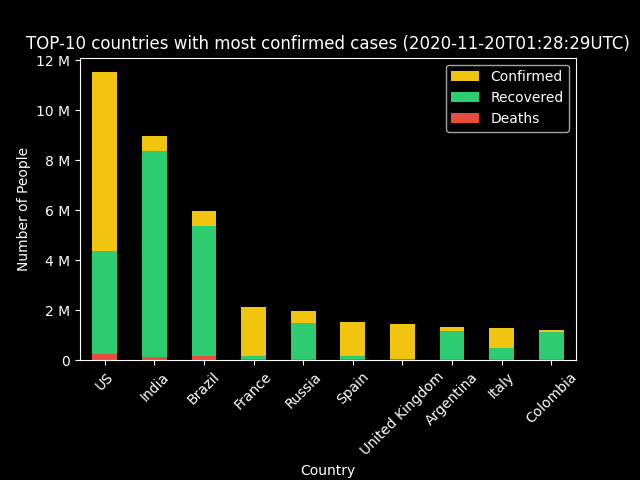 TOP-10 countries with most confirmed cases (2020-11-20T01:28:29UTC)
12 M
10 M
8 M
6 M
4 M
2 M
0
Number of People
Confirmed
Recovered
Deaths
US
India
Brazil
France
Russia
Spain
United Kingdom
Argentina
Italy
Colombia
Country